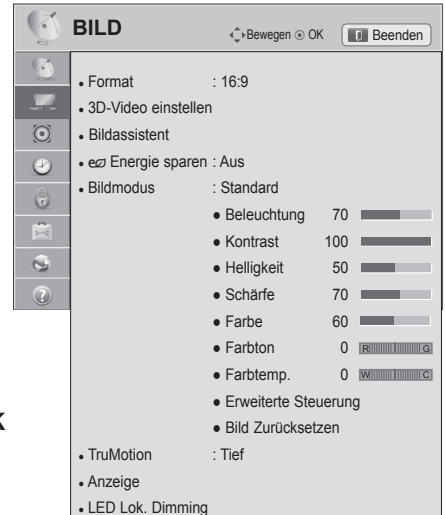 BILD Bewegen OK Beenden
• Format : 16:9
• 3D-Video einstellen
• Bildassistent
• Energie sparen : Aus
• Bildmodus : Standard
● Beleuchtung 70
● Kontrast 100
● Helligkeit 50
● Schärfe 70
● Farbe 60
● Farbton 0 R G
● Farbtemp. 0 W C
● Erweiterte Steuerung
● Bild Zurücksetzen
• TruMotion : Tief
• Anzeige
• LED Lok. Dimming